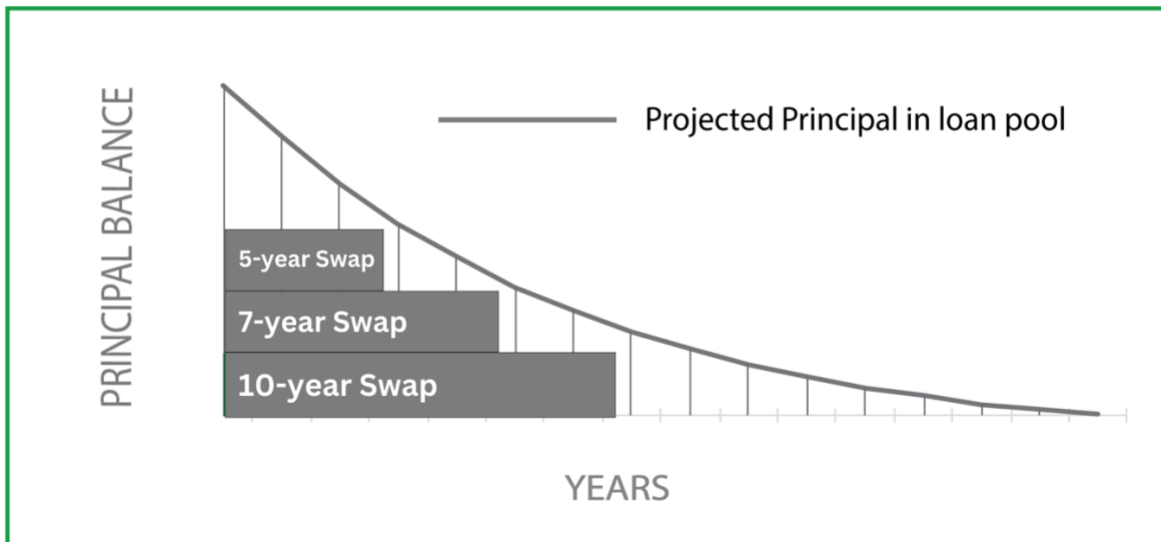 PRINCIPAL BALANCE
Projected Principal in loan pool
5-year Swap
7-year Swap
10-year Swap
YEARS